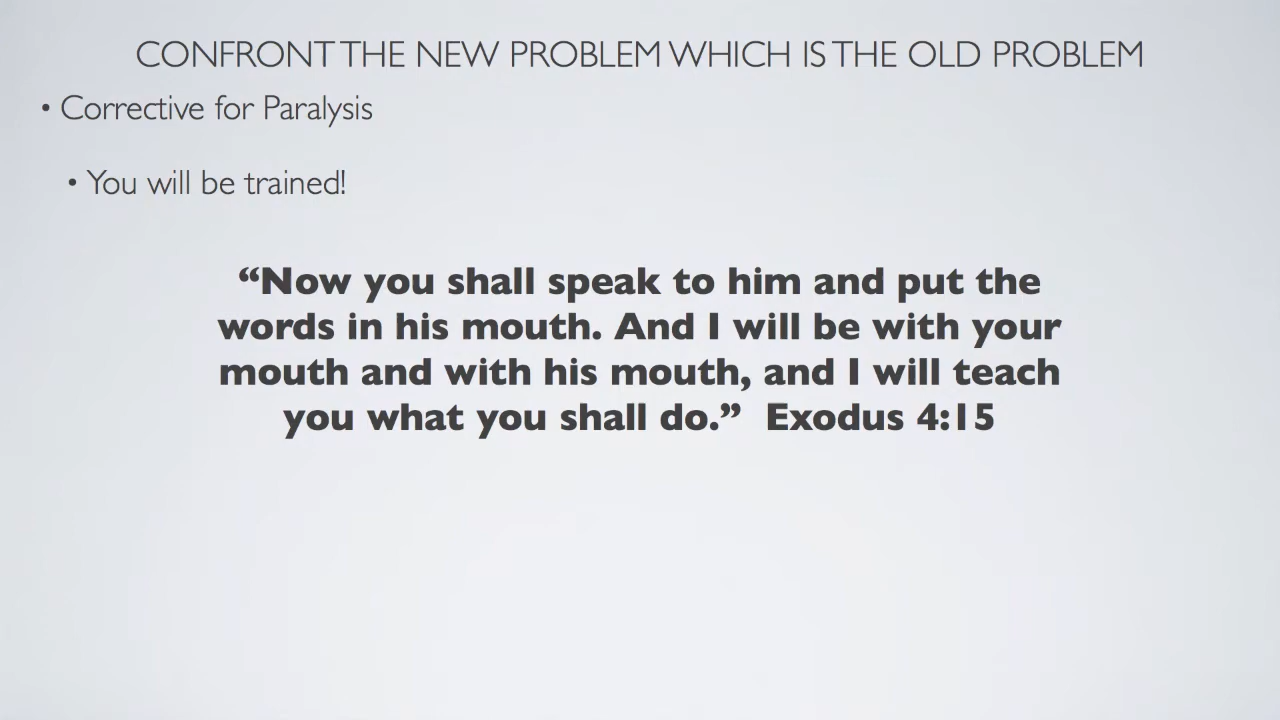 CONFRONT THE NEW PROBLEM WHICH IS THE OLD PROBLEM
• Corrective for Paralysis
• You will be trained!
“Now you shall speak to him and put the
words in his mouth. And I will be with your
mouth and with his mouth, and I will teach
you what you shall do.” Exodus 4:15